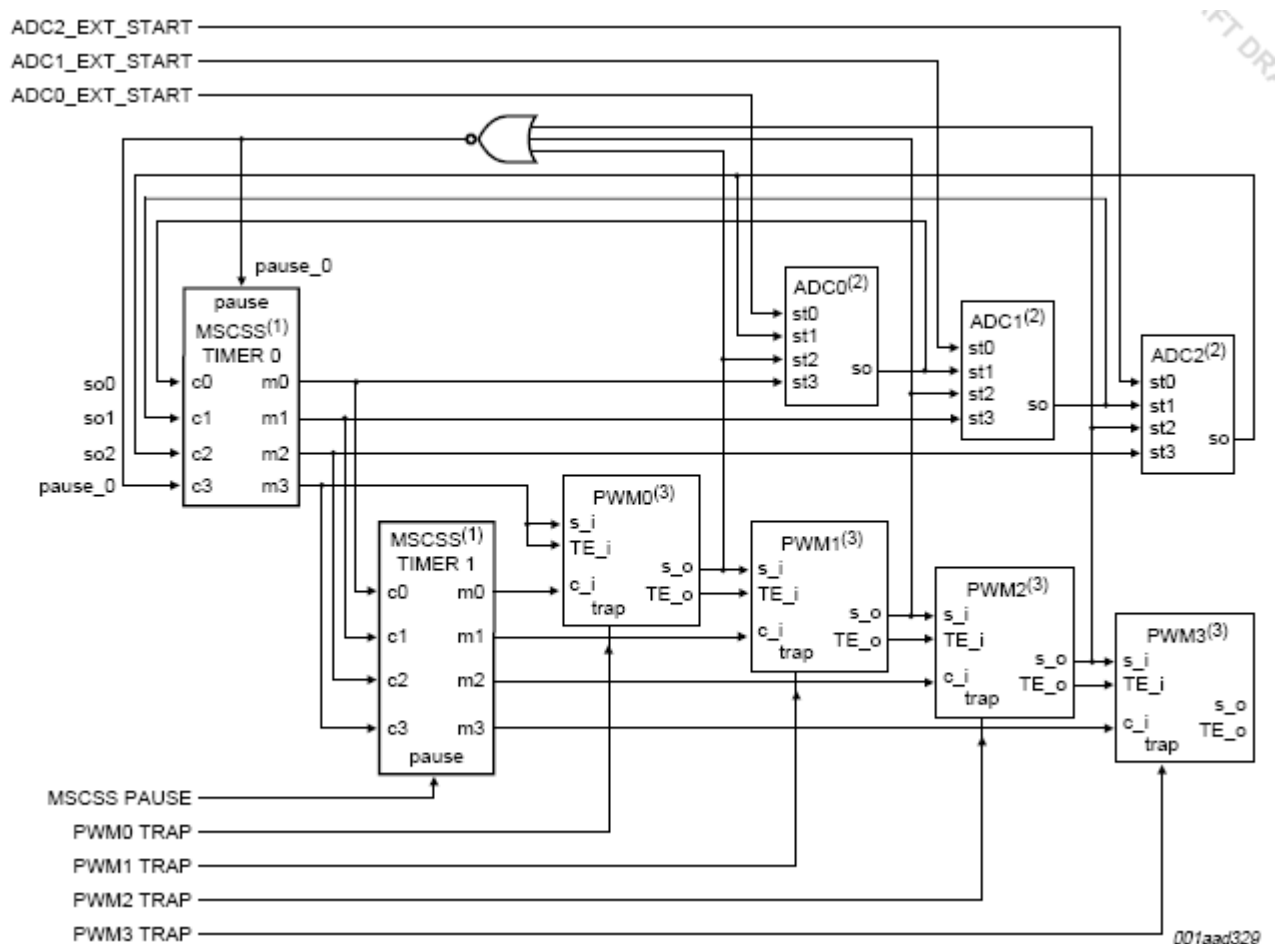 ADC2_EXT_START
ADC1_EXT_START
ADC0_EXT_START
pause_0
pause
MSCSS(1)
TIMER 0
so0 c0 m0
so1 c1 m1
so2 c2 m2
pause_0 c3 m3
ADC0(2)
st0
st1
st2
st3
so
ADC1(2)
st0
st1
st2
st3
so
ADC2(2)
st0
st1
st2
st3
so
MSCSS(1)
TIMER 1
c0 m0
c1 m1
c2 m2
c3 m3
pause
PWM0(3)
s_i
TE_i
s_o
c_i TE_o
trap
PWM1(3)
s_i
TE_i
s_o
c_i TE_o
trap
PWM2(3)
s_i
TE_i
s_o
c_i TE_o
trap
PWM3(3)
s_i
TE_i
s_o
c_i TE_o
trap
MSCSS PAUSE
PWM0 TRAP
PWM1 TRAP
PWM2 TRAP
PWM3 TRAP
001aad329